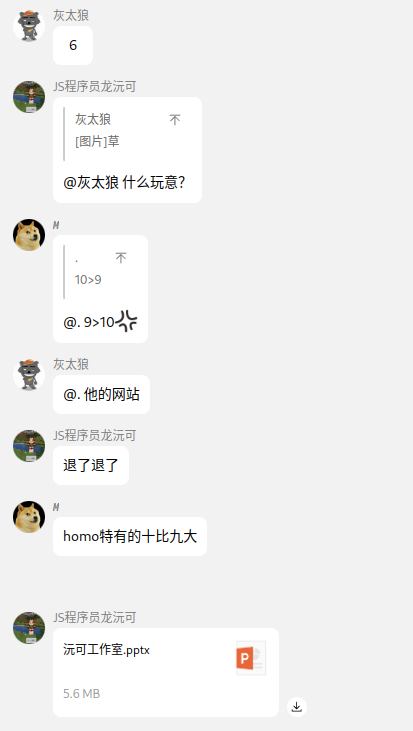 灰太狼
6
JS程序员龙沅可
灰太狼
[图片]草
@灰太狼 什么玩意?
M
.
10>9
@. 9>10
灰太狼
@. 他的网站
JS程序员龙沅可
退了退了
M
homo特有的十比九大
JS程序员龙沅可
沅可工作室.pptx
P
5.6 MB